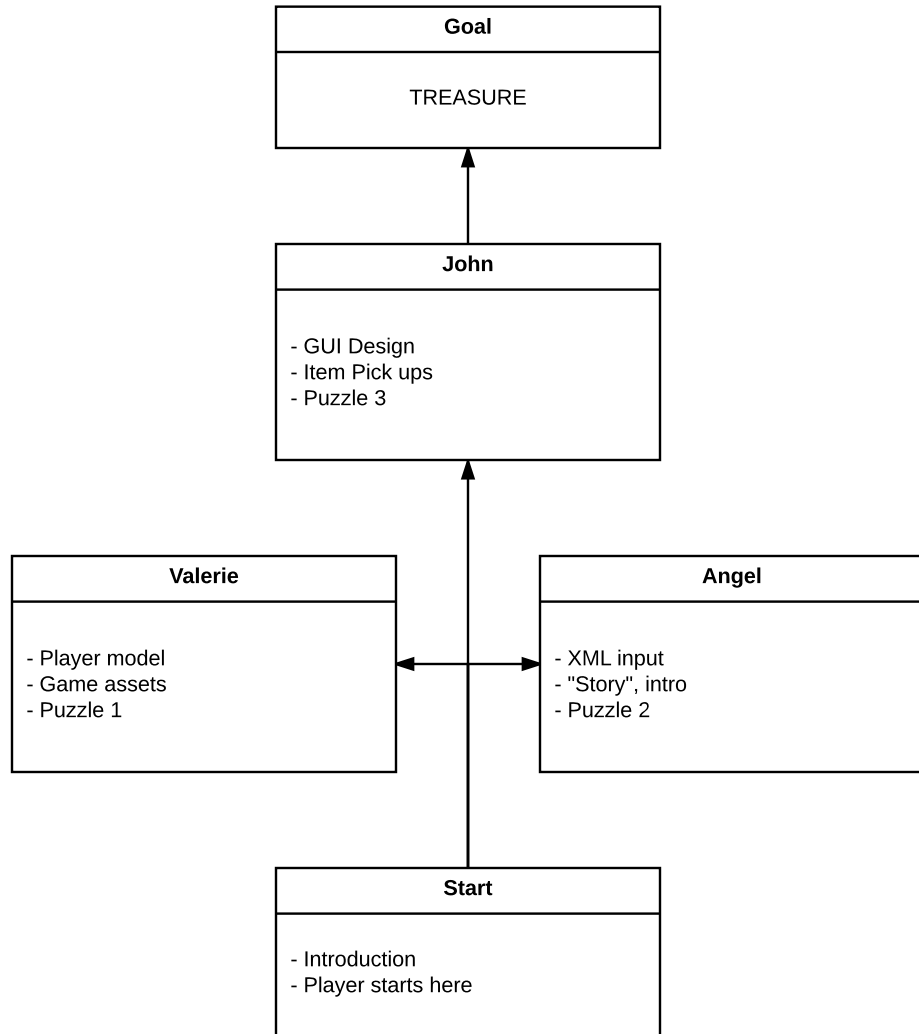 Goal
TREASURE
John
- GUI Design
- Item Pick ups
- Puzzle 3
Valerie
- Player model
- Game assets
- Puzzle 1
Angel
- XML input
- "Story", intro
- Puzzle 2
Start
- Introduction
- Player starts here